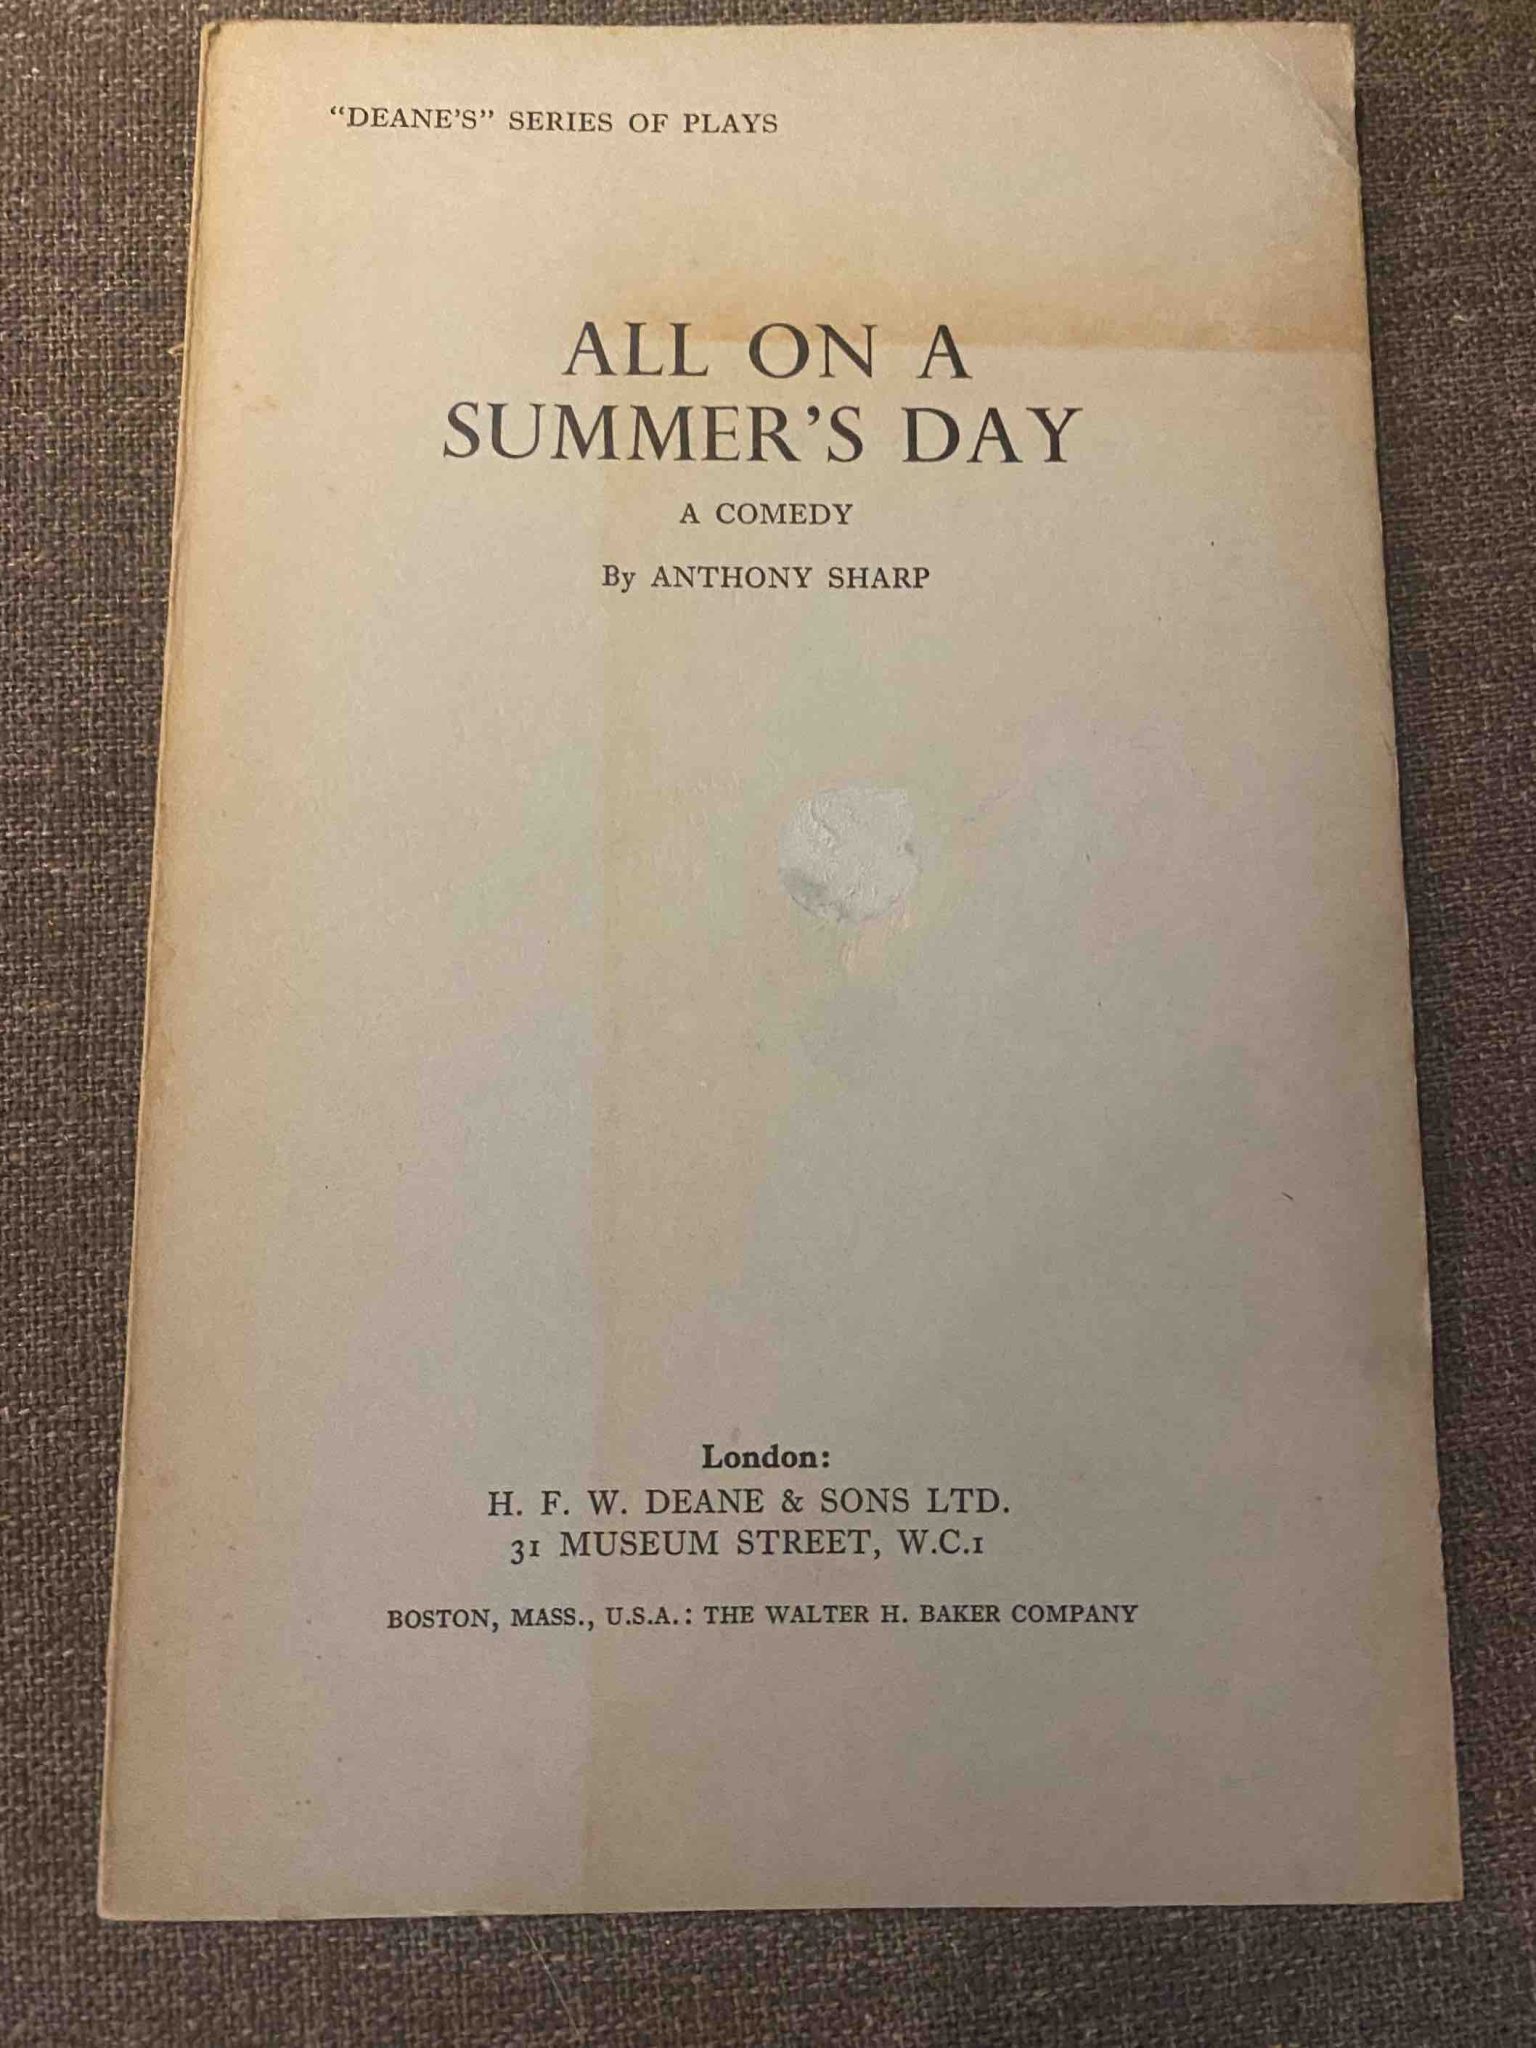 “DEANE’S” SERIES OF PLAYS
ALL ON A
SUMMER’S DAY
A COMEDY
By ANTHONY SHARP
London:
H. F. W. DEANE & SONS LTD.
31 MUSEUM STREET, W.C.1
BOSTON, MASS., U.S.A.: THE WALTER H. BAKER COMPANY